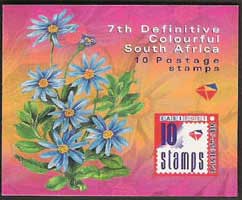 7th Definitive
Colourful
South Africa
10 Postage
stamps
10
stamps